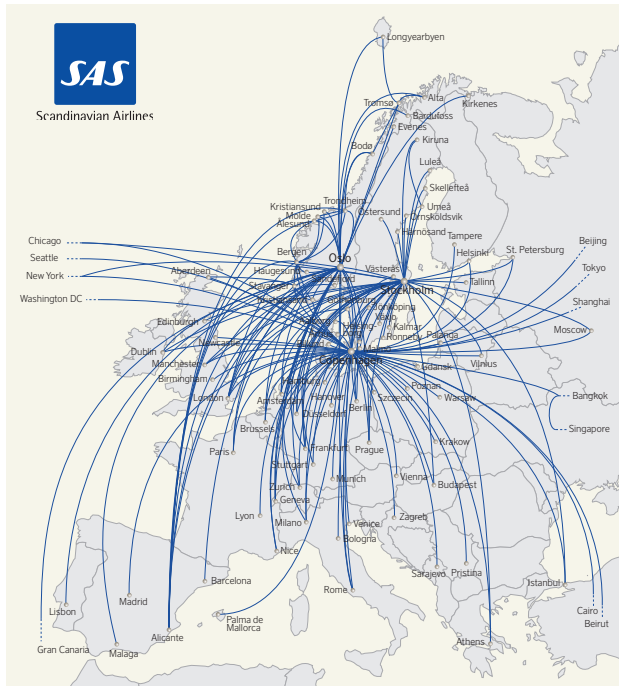 SAS
Scandinavian Airlines
Longyearbyen
Tromsø
Alta
Kirkenes
Bardufoss
Evenes
Kiruna
Bodø
Luleå
Skellefteå
Kristiansund
Trondheim
Umeå
Molde
Östersund
Örnsköldsvik
Ålesund
Härnösand
Tampere
Chicago
Bergen
Oslo
Helsinki
St. Petersburg
Beijing
Seattle
Aberdeen
Haugesund
Västerås
Tokyo
New York
Stavanger
Stockholm
Tallinn
Washington DC
Gothenburg
Shanghai
Jönköping
Edinburgh
Växjö
Kalmar
Moscow
Newcastle
Helsing-
borg
Ronneby
Palanga
Dublin
Copenhagen
Manchester
Gdansk
Vilnius
Birmingham
Hamburg
Poznan
London
Amsterdam
Hanover
Berlin
Szczecin
Warsaw
Bangkok
Düsseldorf
Brussels
Singapore
Paris
Frankfurt
Prague
Krakow
Stuttgart
Zurich
Munich
Vienna
Budapest
Geneva
Lyon
Milano
Venice
Zagreb
Bologna
Nice
Barcelona
Rome
Sarajevo
Pristina
Istanbul
Madrid
Lisbon
Palma de
Mallorca
Cairo
Beirut
Alicante
Athens
Gran Canaria
Malaga